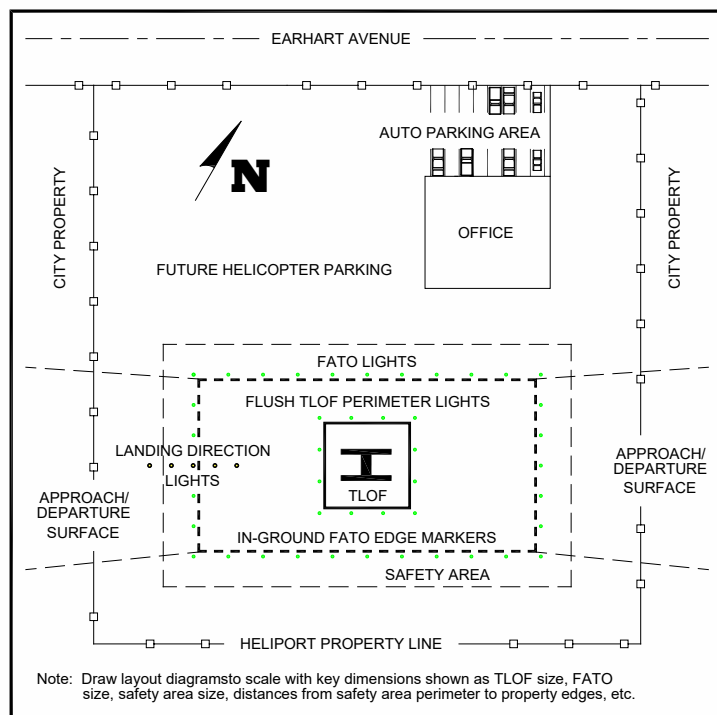 EARHART AVENUE
AUTO PARKING AREA
N
CITY PROPERTY
OFFICE
CITY PROPERTY
FUTURE HELICOPTER PARKING
FATO LIGHTS
FLUSH TLOF PERIMETER LIGHTS
LANDING DIRECTION
LIGHTS
H
TLOF
APPROACH/
DEPARTURE
SURFACE
APPROACH/
DEPARTURE
SURFACE
IN-GROUND FATO EDGE MARKERS
SAFETY AREA
HELIPORT PROPERTY LINE
Note: Draw layout diagramsto scale with key dimensions shown as TLOF size, FATO
size, safety area size, distances from safety area perimeter to property edges, etc.